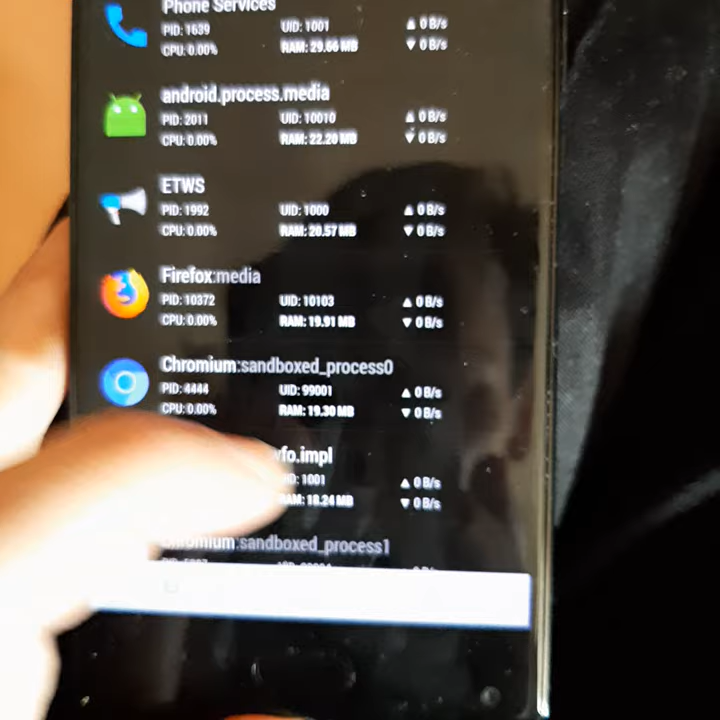 Phone Services
PID: 1639 UID: 1001 ▲ 0 B/s
CPU: 0.00% RAM: 29.66 MB ▼ 0 B/s
android.process.media
PID: 2011 UID: 10010 ▲ 0 B/s
CPU: 0.00% RAM: 22.20 MB ▼ 0 B/s
ETWS
PID: 1992 UID: 1000 ▲ 0 B/s
CPU: 0.00% RAM: 20.57 MB ▼ 0 B/s
Firefox:media
PID: 10372 UID: 10103 ▲ 0 B/s
CPU: 0.00% RAM: 19.91 MB ▼ 0 B/s
Chromium:sandboxed_process0
PID: 4444 UID: 99001 ▲ 0 B/s
CPU: 0.00% RAM: 19.30 MB ▼ 0 B/s
.impl
UID: 1001 ▲ 0 B/s
RAM: 18.24 MB ▼ 0 B/s
Chromium:sandboxed_process1